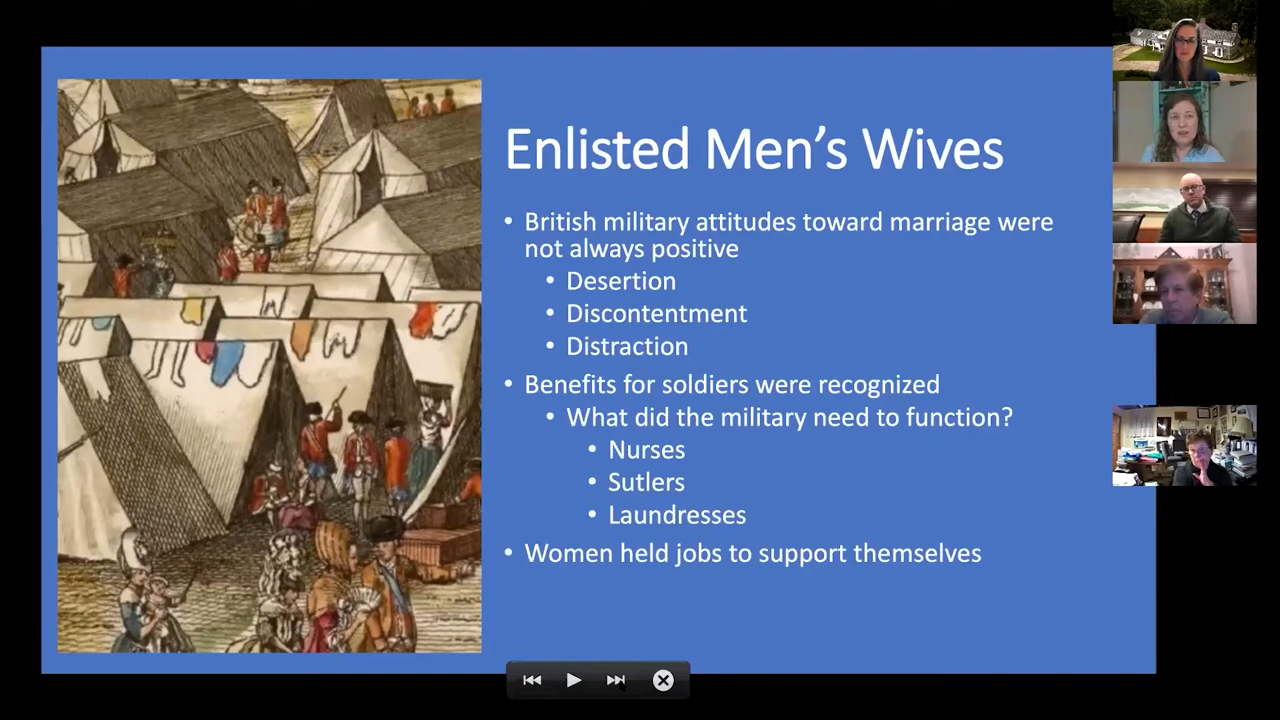 Enlisted Men’s Wives
• British military attitudes toward marriage were
not always positive
• Desertion
• Discontentment
• Distraction
• Benefits for soldiers were recognized
• What did the military need to function?
• Nurses
• Sutlers
• Laundresses
• Women held jobs to support themselves